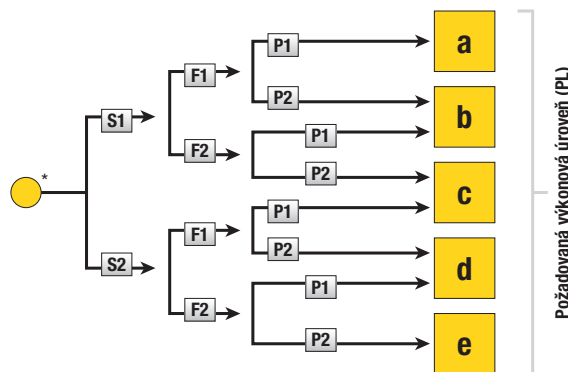 P1
a
F1
P2
b
S1
P1
F2
P2
c
*
P1
F1
P2
d
S2
P1
F2
P2
e
Požadovaná výkonová úroveň (PL)